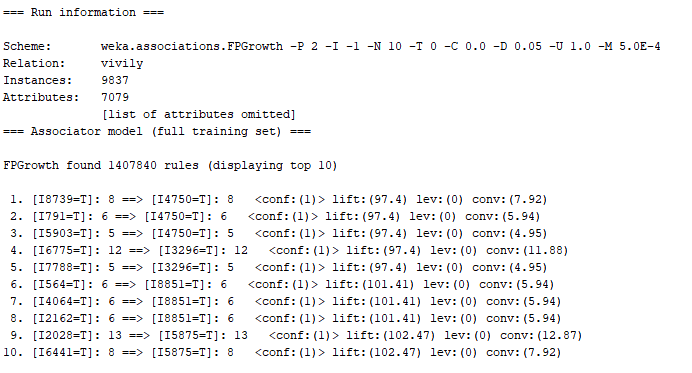 === Run information ===
Scheme: weka.associations.FPGrowth -P 2 -I -1 -N 10 -T 0 -C 0.0 -D 0.05 -U 1.0 -M 5.0E-4
Relation: vivily
Instances: 9837
Attributes: 7079
[list of attributes omitted]
=== Associator model (full training set) ===
FPGrowth found 1407840 rules (displaying top 10)
1. [I8739=T]: 8 ==> [I4750=T]: 8 <conf:(1)> lift:(97.4) lev:(0) conv:(7.92)
2. [I791=T]: 6 ==> [I4750=T]: 6 <conf:(1)> lift:(97.4) lev:(0) conv:(5.94)
3. [I5903=T]: 5 ==> [I4750=T]: 5 <conf:(1)> lift:(97.4) lev:(0) conv:(4.95)
4. [I6775=T]: 12 ==> [I3296=T]: 12 <conf:(1)> lift:(97.4) lev:(0) conv:(11.88)
5. [I7788=T]: 5 ==> [I3296=T]: 5 <conf:(1)> lift:(97.4) lev:(0) conv:(4.95)
6. [I564=T]: 6 ==> [I8851=T]: 6 <conf:(1)> lift:(101.41) lev:(0) conv:(5.94)
7. [I4064=T]: 6 ==> [I8851=T]: 6 <conf:(1)> lift:(101.41) lev:(0) conv:(5.94)
8. [I2162=T]: 6 ==> [I8851=T]: 6 <conf:(1)> lift:(101.41) lev:(0) conv:(5.94)
9. [I2028=T]: 13 ==> [I5875=T]: 13 <conf:(1)> lift:(102.47) lev:(0) conv:(12.87)
10. [I6441=T]: 8 ==> [I5875=T]: 8 <conf:(1)> lift:(102.47) lev:(0) conv:(7.92)